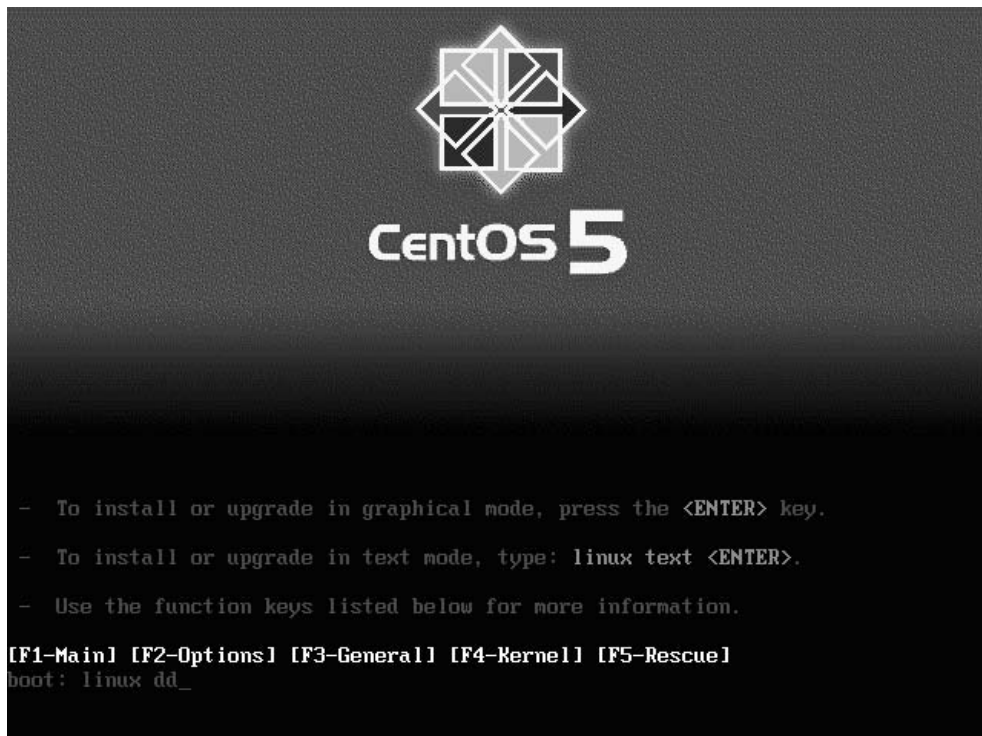 CentOS 5
- To install or upgrade in graphical mode, press the <ENTER> key.
- To install or upgrade in text mode, type: linux text <ENTER>.
- Use the function keys listed below for more information.
[F1-Main] [F2-Options] [F3-General] [F4-Kernel] [F5-Rescue]
boot: linux dd_